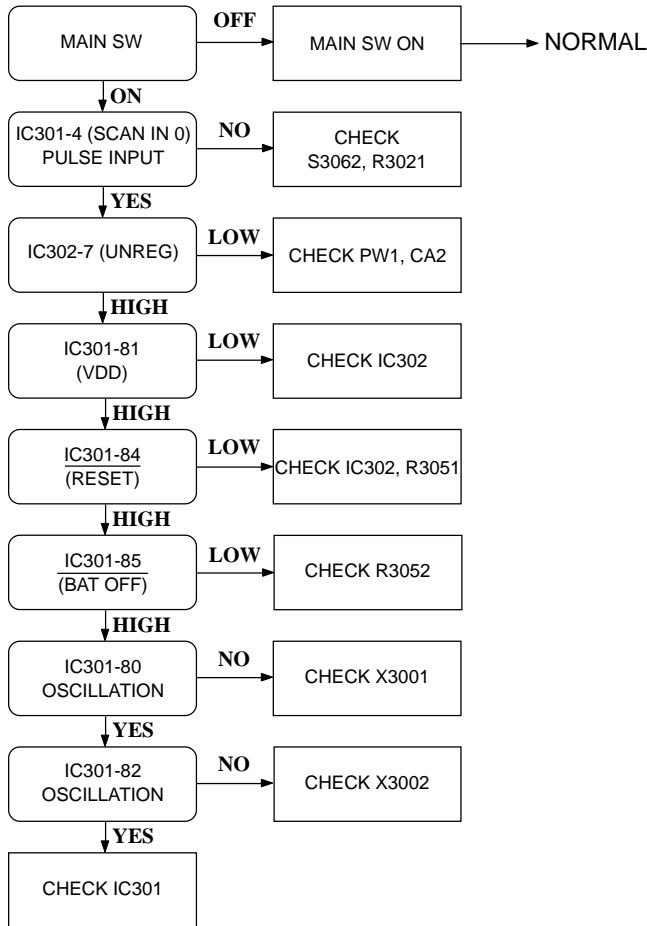 MAIN SW
OFF
MAIN SW ON
NORMAL
ON
IC301-4 (SCAN IN 0)
PULSE INPUT
NO
CHECK
S3062, R3021
YES
IC302-7 (UNREG)
LOW
CHECK PW1, CA2
HIGH
IC301-81
(VDD)
LOW
CHECK IC302
HIGH
IC301-84
(RESET)
LOW
CHECK IC302, R3051
HIGH
IC301-85
(BAT OFF)
LOW
CHECK R3052
HIGH
IC301-80
OSCILLATION
NO
CHECK X3001
YES
IC301-82
OSCILLATION
NO
CHECK X3002
YES
CHECK IC301